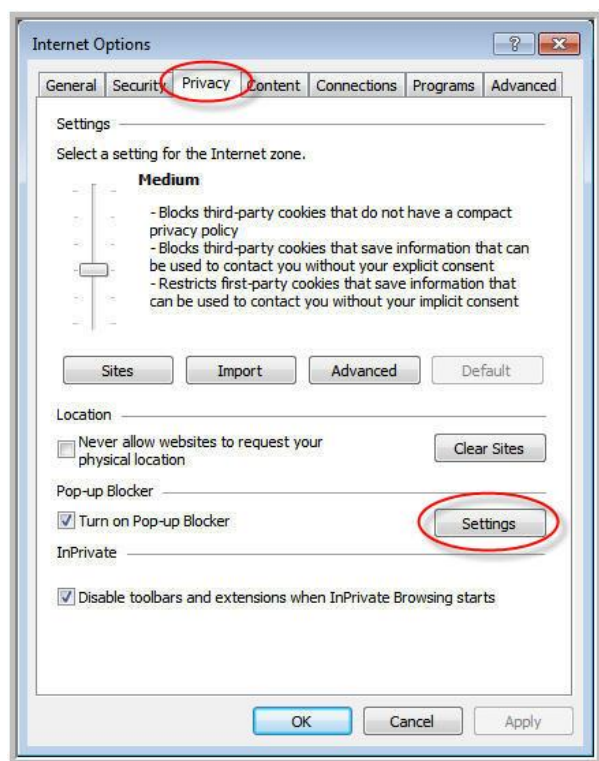 Internet Options
General Security Privacy Content Connections Programs Advanced
Settings
Select a setting for the Internet zone.
Medium
- Blocks third-party cookies that do not have a compact
privacy policy
- Blocks third-party cookies that save information that can
be used to contact you without your explicit consent
- Restricts first-party cookies that save information that
can be used to contact you without your implicit consent
Sites Import Advanced Default
Location
Never allow websites to request your
physical location
Clear Sites
Pop-up Blocker
Turn on Pop-up Blocker
Settings
InPrivate
Disable toolbars and extensions when InPrivate Browsing starts
OK Cancel Apply